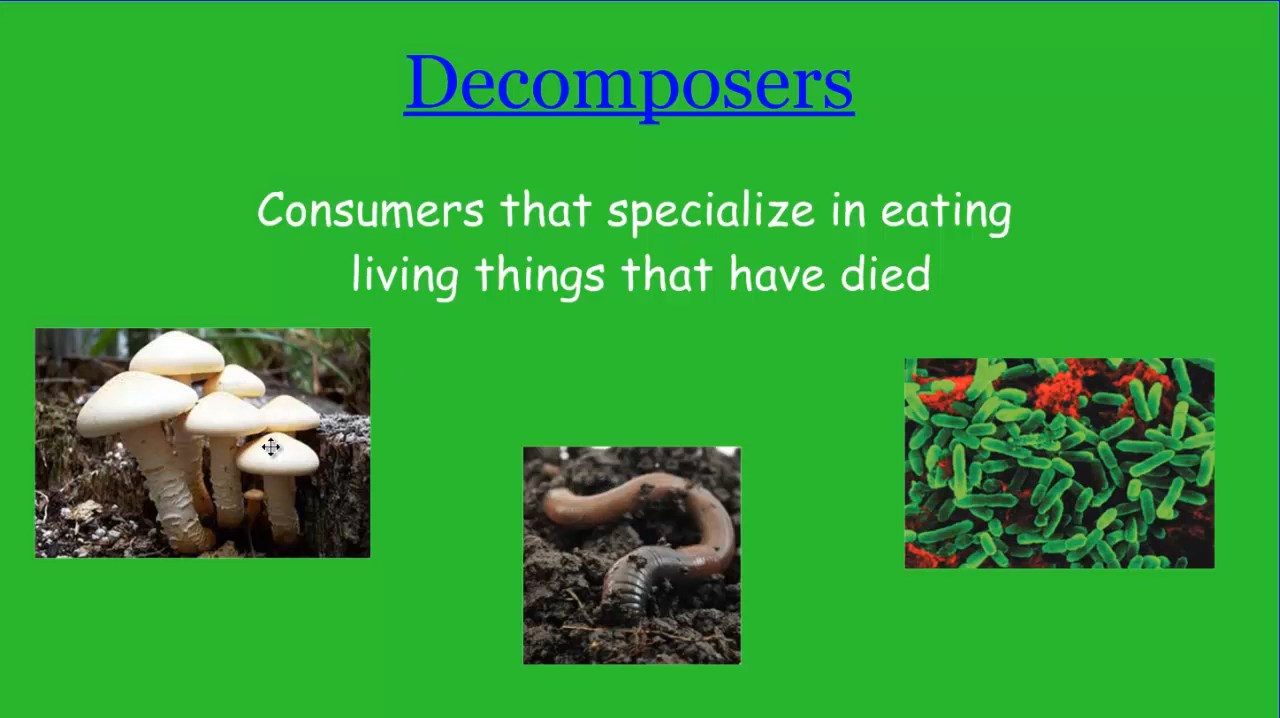 Decomposers
Consumers that specialize in eating
living things that have died